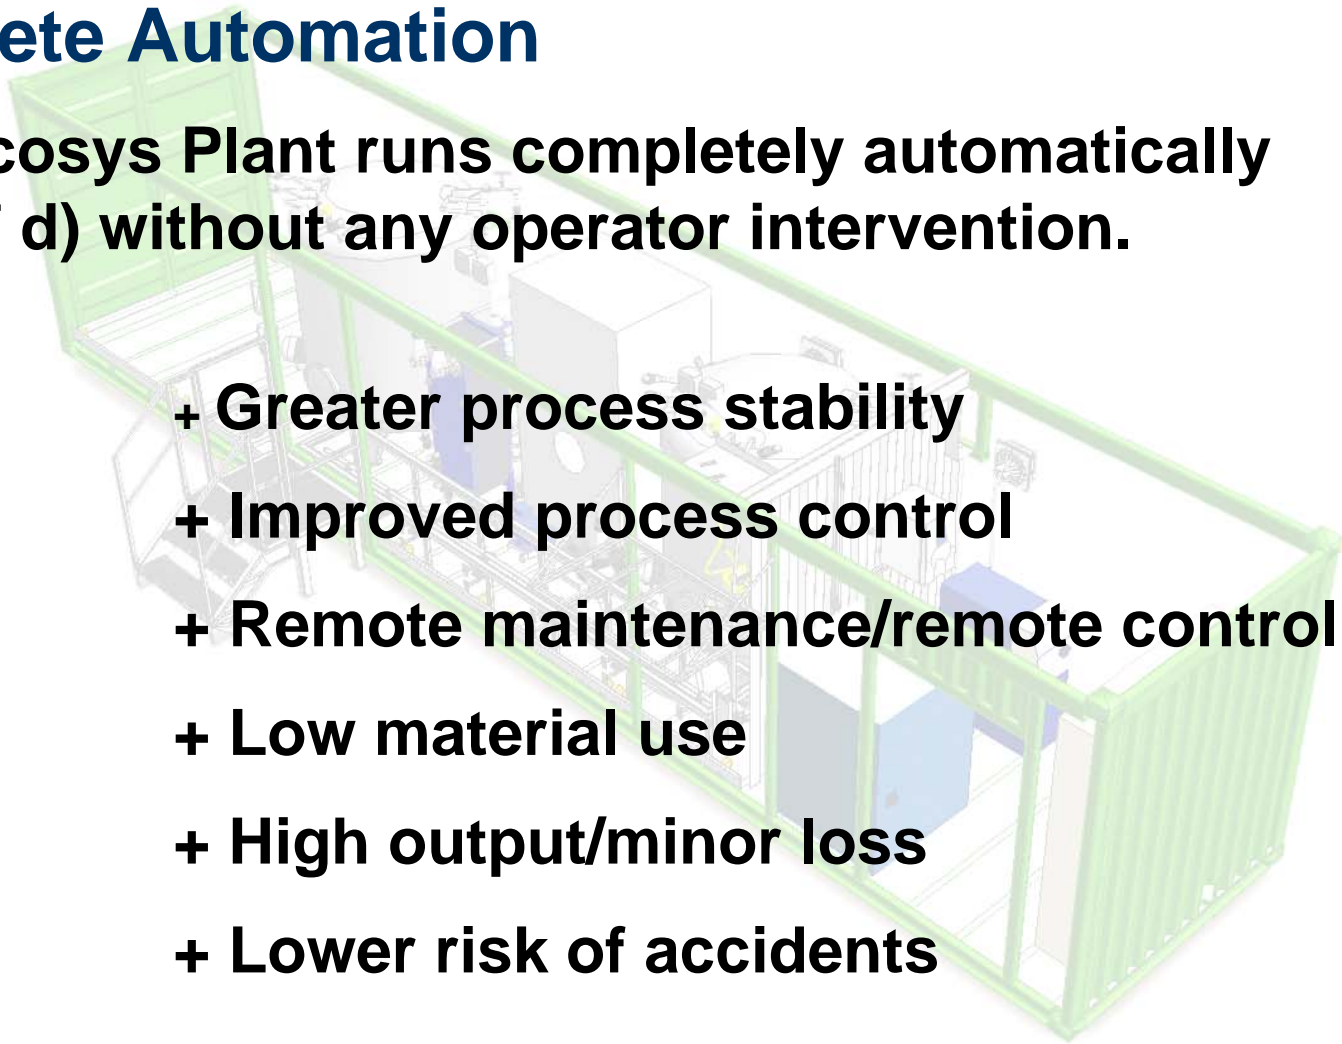 ete Automation
cosys Plant runs completely automatically
d) without any operator intervention.
+ Greater process stability
+ Improved process control
+ Remote maintenance/remote control
+ Low material use
+ High output/minor loss
+ Lower risk of accidents